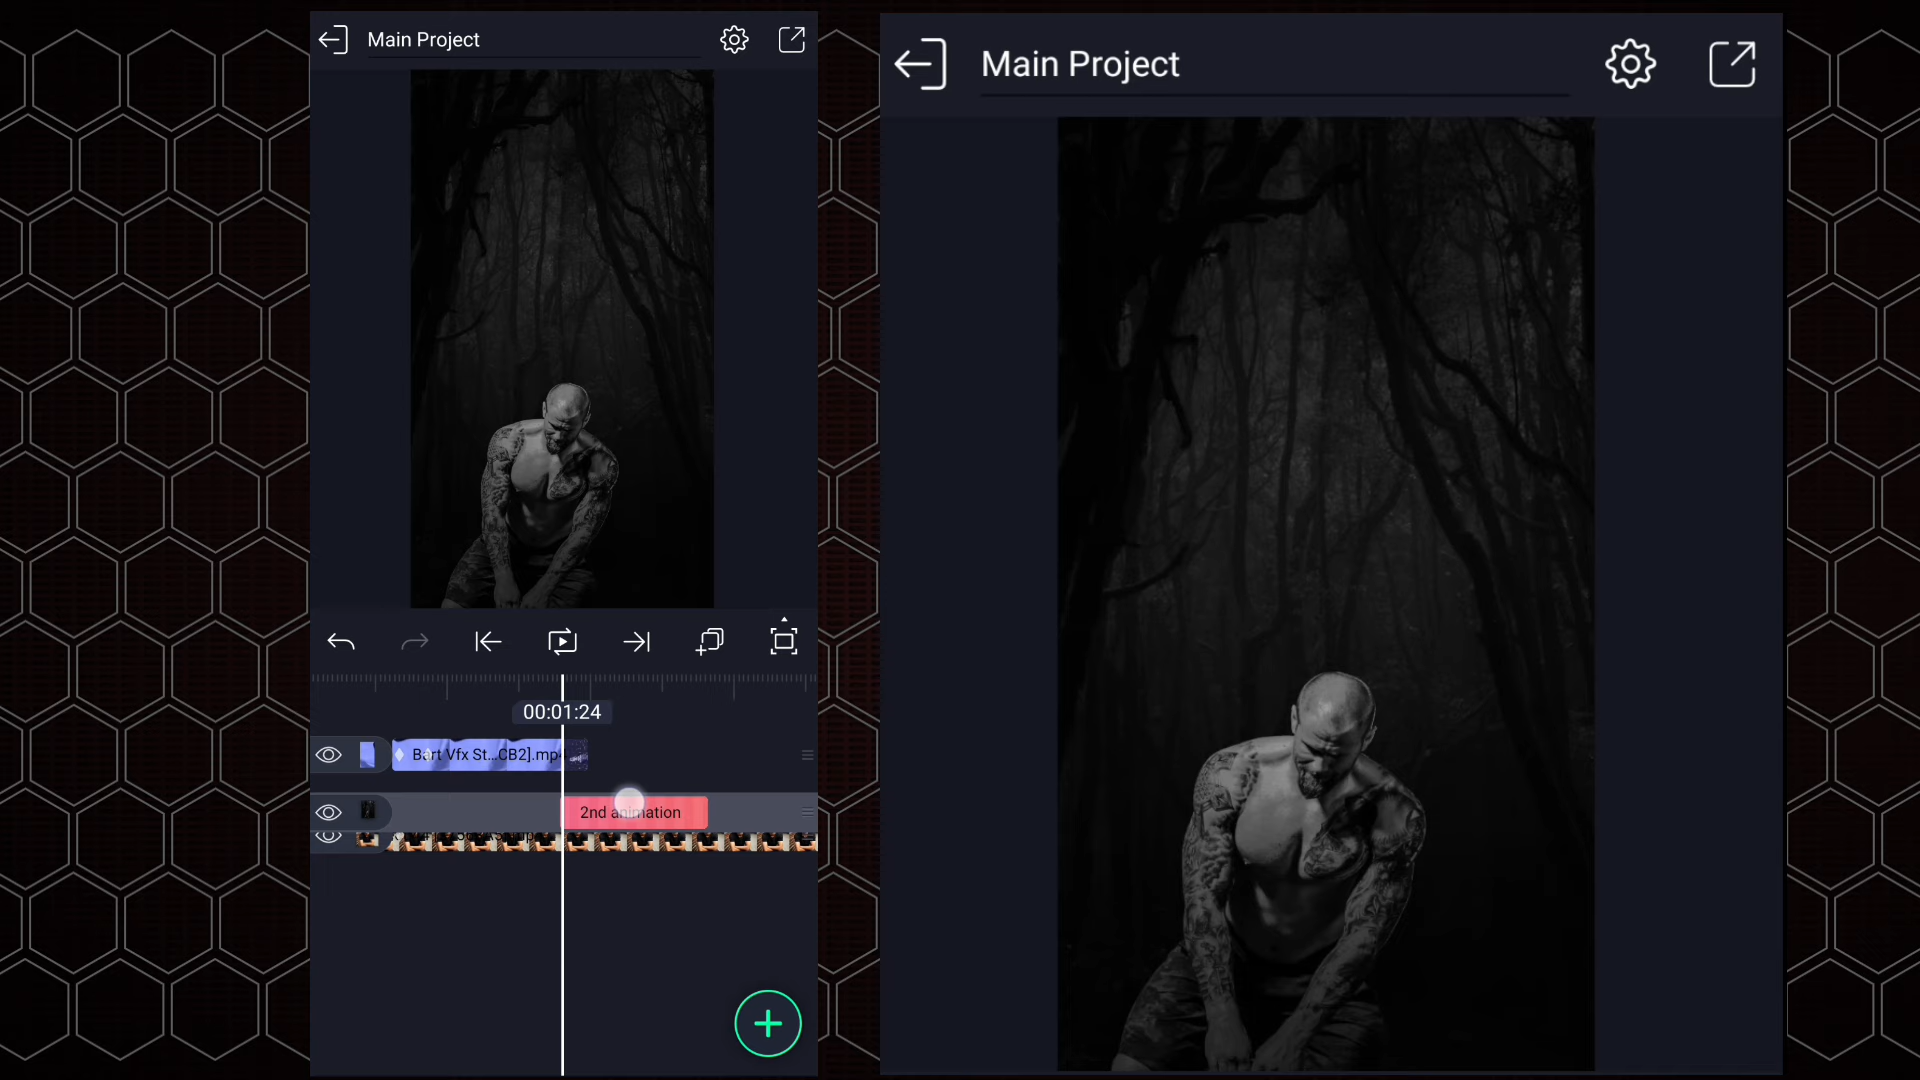 Main Project
00:01:24
Bart Vfx St...CB2].mp
2nd animation
Main Project